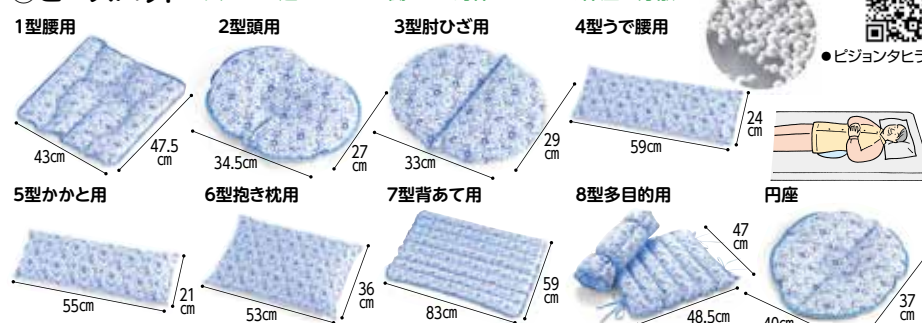 1型腰用
2型頭用
3型肘ひざ用
4型うで腰用
●ピジョンタヒラ
43cm
47.5
cm
34.5cm
27
cm
33cm
29
cm
59cm
24
cm
5型かかと用
6型抱き枕用
7型背あて用
8型多目的用
円座
55cm
21
cm
53cm
36
cm
83cm
59
cm
47
cm
48.5cm
40cm
37
cm